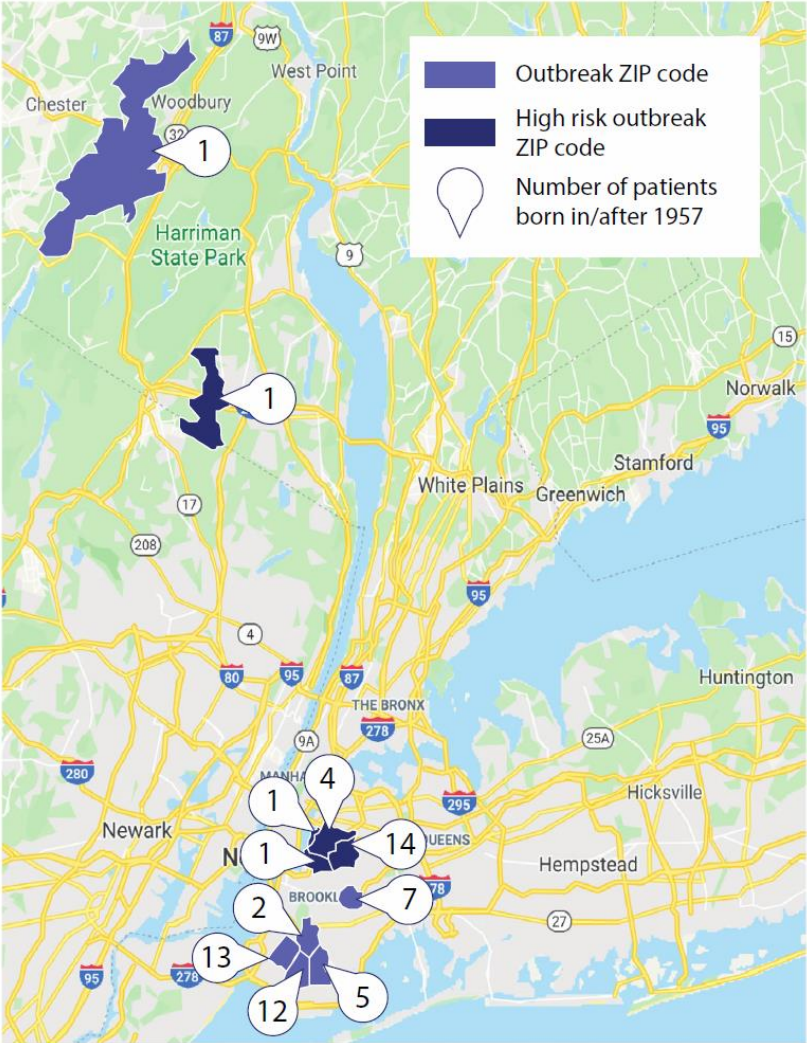 87
9W
West Point
Outbreak ZIP code
High risk outbreak
ZIP code
Number of patients
born in/after 1957
Chester
Woodbury
32
1
Harriman
State Park
9
15
1
Norwalk
95
Stamford
White Plains
Greenwich
17
208
95
4
80
95
87
Huntington
THE BRONX
278
9A
25A
280
MANHA
4
1
295
Hicksville
Newark
14
QUEENS
1
N
Hempstead
78
BROOKL
7
2
27
13
278
95
12
5